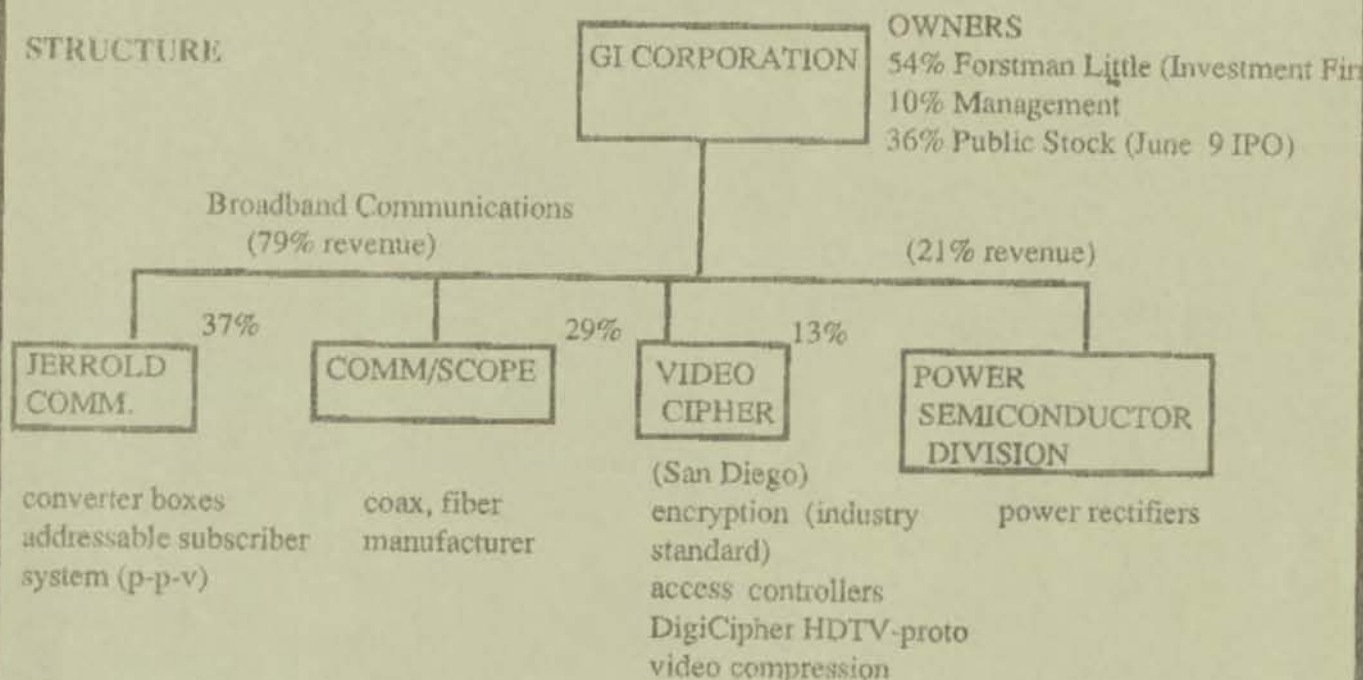 STRUCTURE
GI CORPORATION
OWNERS
54% Forstman Little (Investment Fir
10% Management
36% Public Stock (June 9 IPO)
Broadband Communications
(79% revenue)
(21% revenue)
37%
29%
13%
JERROLD
COMM.
COMM/SCOPE
VIDEO
CIPHER
POWER
SEMICONDUCTOR
DIVISION
converter boxes
addressable subscriber
system (p-p-v)
coax, fiber
manufacturer
(San Diego)
encryption (industry
standard)
access controllers
DigiCipher HDTV-proto
video compression
power rectifiers